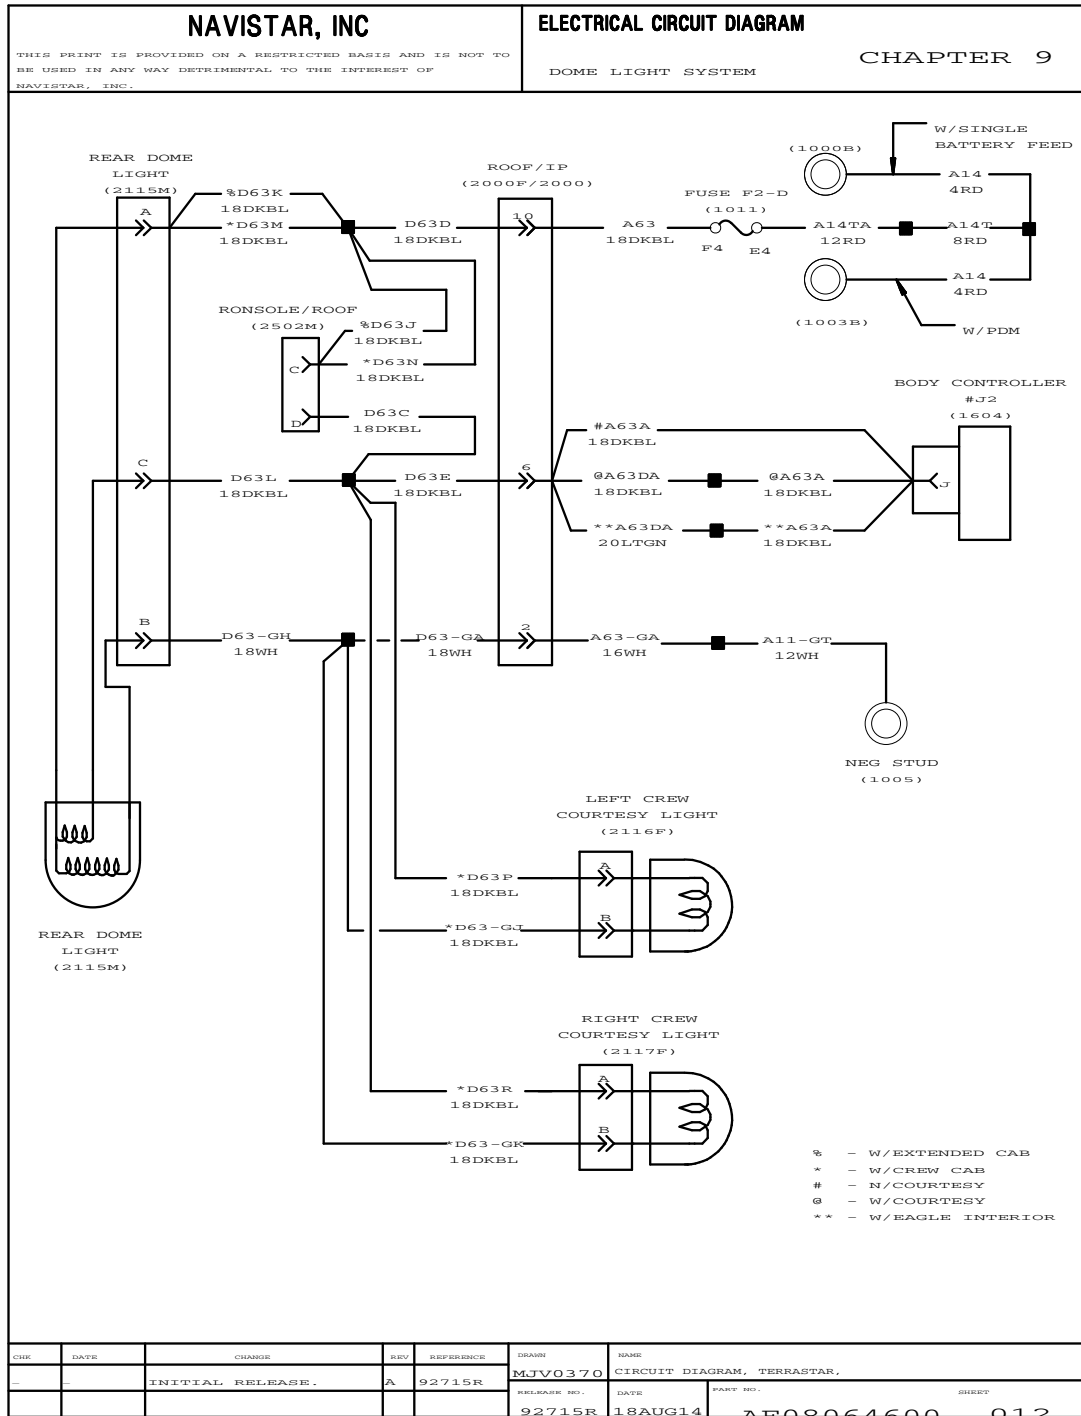 NAVISTAR, INC
THIS PRINT IS PROVIDED ON A RESTRICTED BASIS AND IS NOT TO
BE USED IN ANY WAY DETRIMENTAL TO THE INTEREST OF
NAVISTAR, INC.
ELECTRICAL CIRCUIT DIAGRAM
DOME LIGHT SYSTEM
CHAPTER 9
REAR DOME
LIGHT
(2115M)
A
%D63K
18DKBL
*D63M
18DKBL
D63D
18DKBL
ROOF/IP
(2000F/2000)
10
A63
18DKBL
FUSE F2-D
(1011)
F4
E4
A14TA
12RD
A14T
8RD
(1000B)
W/SINGLE
BATTERY FEED
A14
4RD
A14
4RD
(1003B)
W/PDM
RONSOLE/ROOF
(2502M)
%D63J
18DKBL
C
*D63N
18DKBL
D
D63C
18DKBL
BODY CONTROLLER
#J2
(1604)
#A63A
18DKBL
C
D63L
18DKBL
D63E
18DKBL
6
@A63DA
18DKBL
@A63A
18DKBL
J
**A63DA
20LTGN
**A63A
18DKBL
B
D63-GH
18WH
D63-GA
18WH
2
A63-GA
16WH
A11-GT
12WH
NEG STUD
(1005)
LEFT CREW
COURTESY LIGHT
(2116F)
*D63P
18DKBL
A
*D63-GJ
18DKBL
B
REAR DOME
LIGHT
(2115M)
RIGHT CREW
COURTESY LIGHT
(2117F)
*D63R
18DKBL
A
*D63-GK
18DKBL
B
% - W/EXTENDED CAB
* - W/CREW CAB
# - N/COURTESY
@ - W/COURTESY
** - W/EAGLE INTERIOR
CHK DATE CHANGE REV REFERENCE
- - INITIAL RELEASE. A 92715R
DRAWN
MJV0370
NAME
CIRCUIT DIAGRAM, TERRASTAR,
RELEASE NO.
92715R
DATE
18AUG14
PART NO.
SHEET